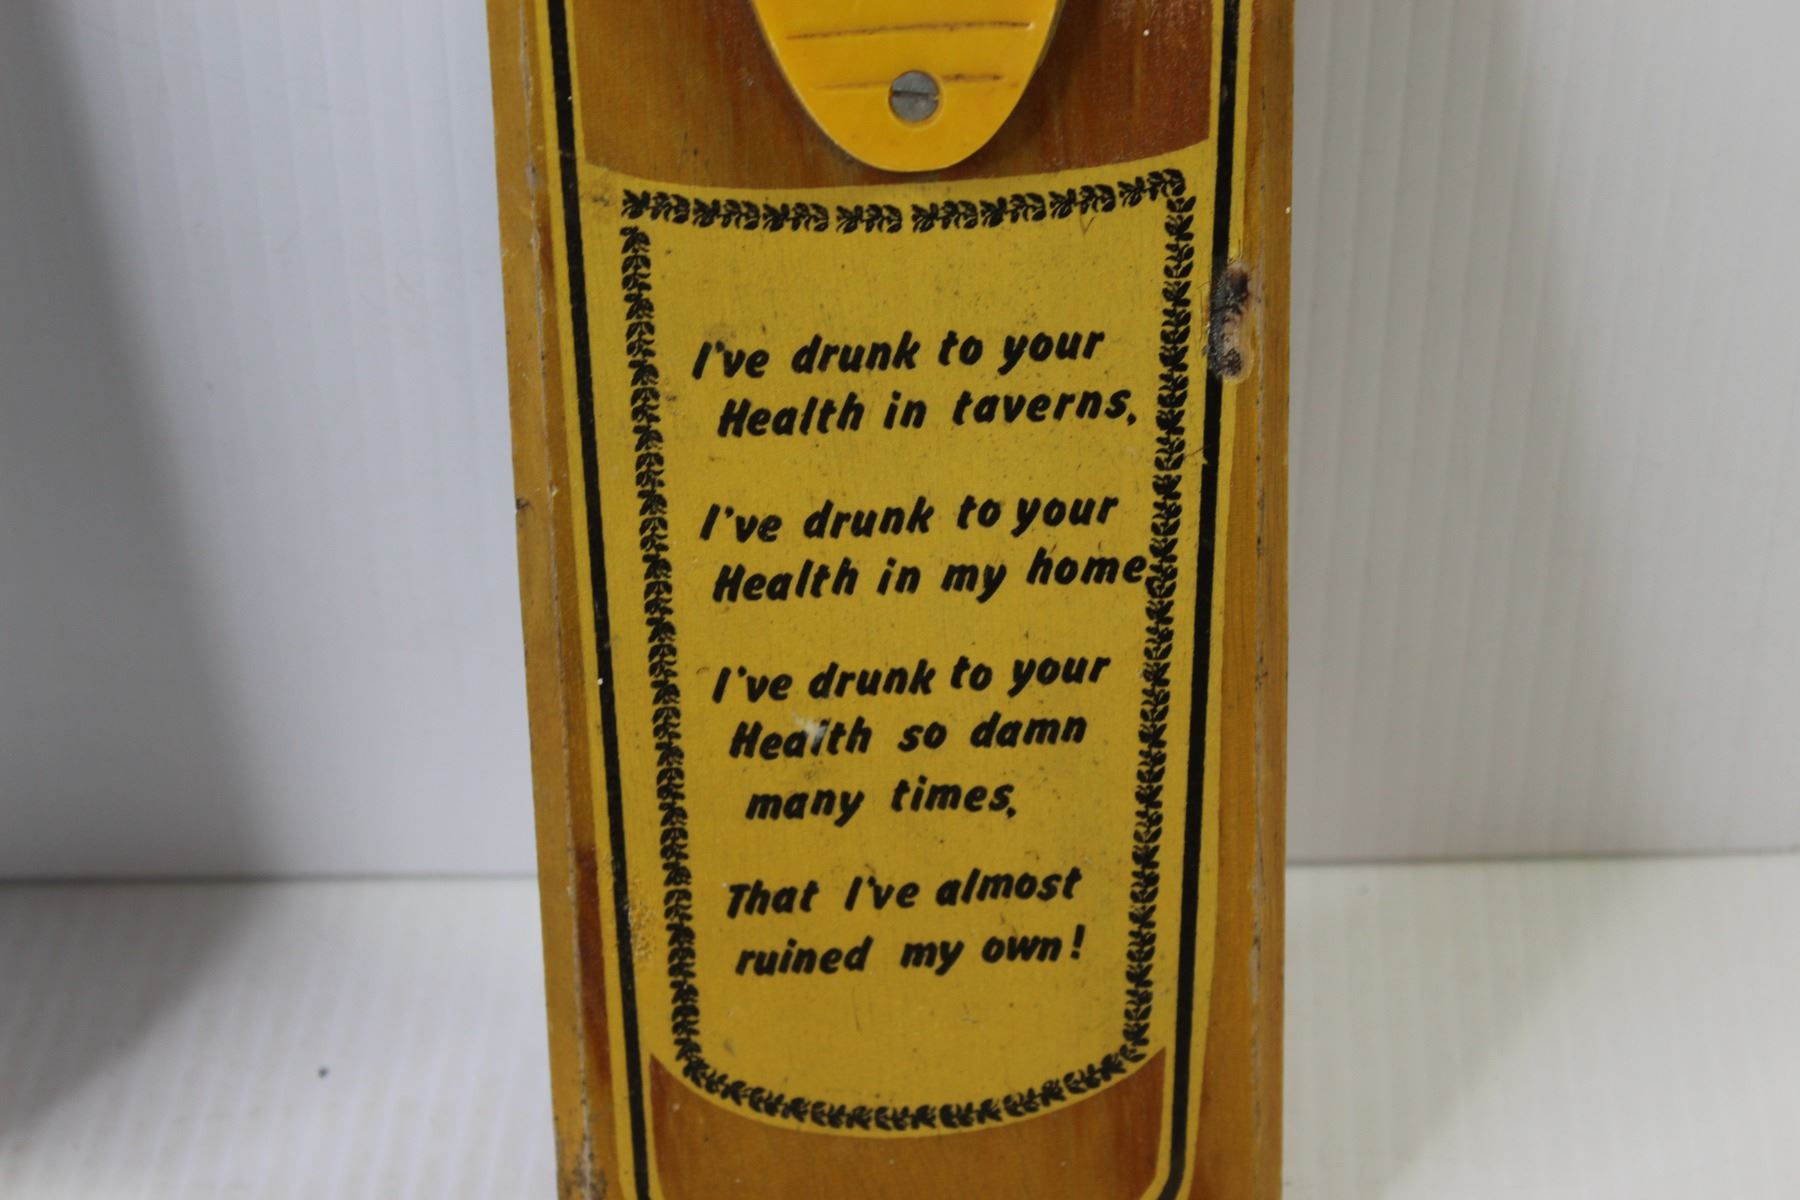 I've drunk to your
Health in taverns,
I've drunk to your
Health in my home,
I've drunk to your
Health so damn
many times,
That I've almost
ruined my own!